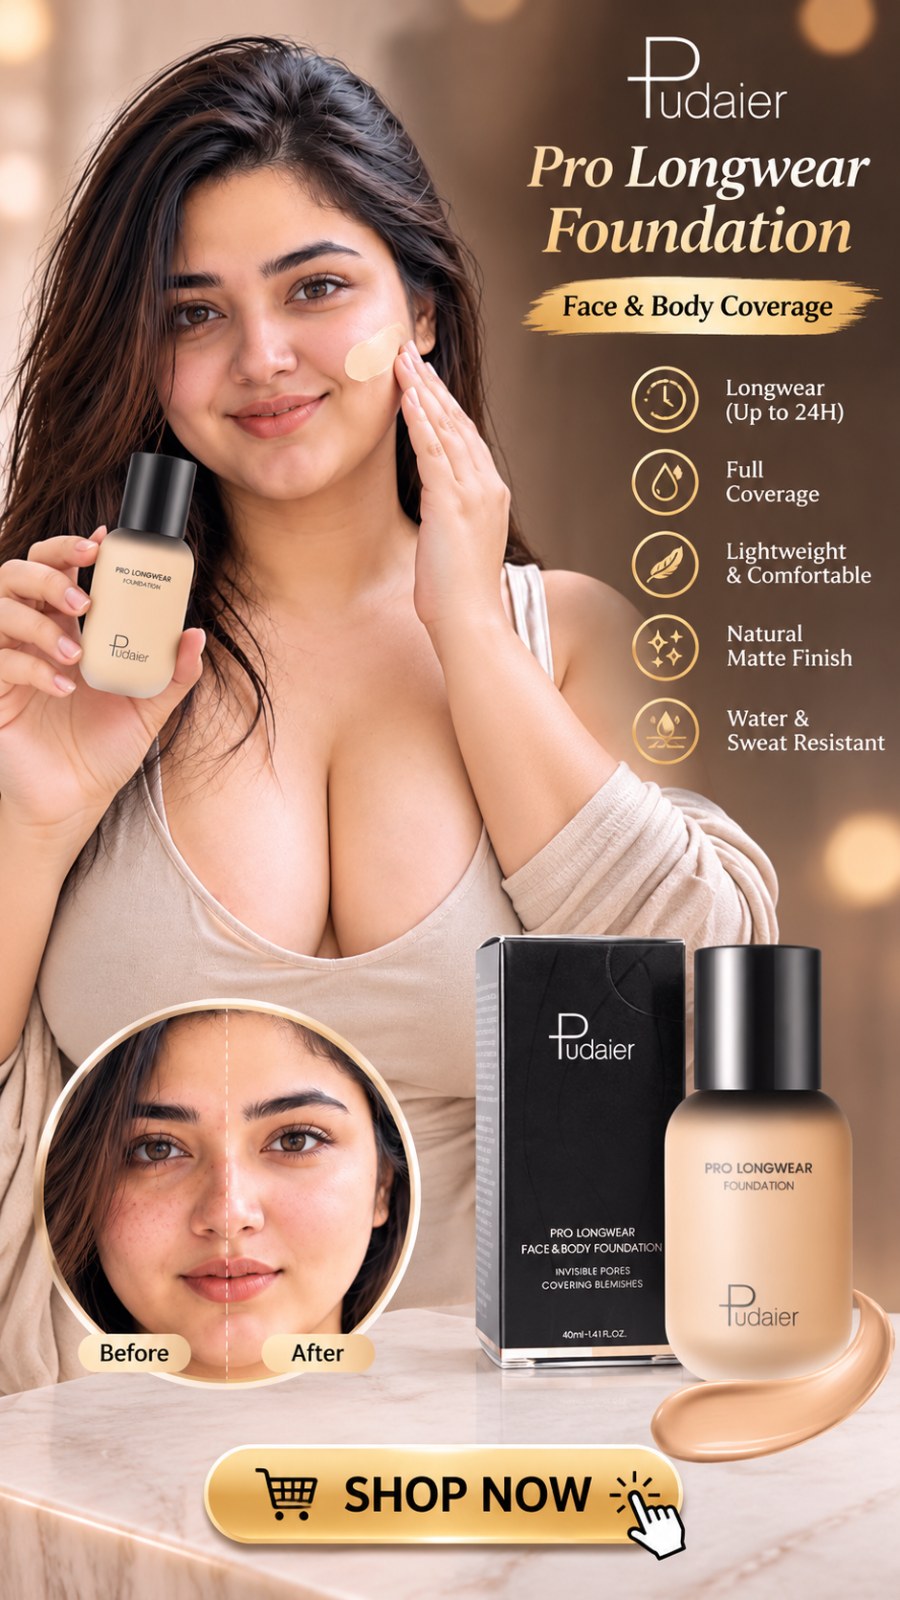 Pudaier
Pro Longwear
Foundation
Face & Body Coverage
Longwear
(Up to 24H)
Full
Coverage
Lightweight
& Comfortable
Natural
Matte Finish
Water &
Sweat Resistant
PRO LONGWEAR
FOUNDATION
Pudaier
Pudaier
PRO LONGWEAR
FACE & BODY FOUNDATION
INVISIBLE PORES
COVERING BLEMISHES
40ml-1.41 FL.OZ.
PRO LONGWEAR
FOUNDATION
Pudaier
Before
After
SHOP NOW